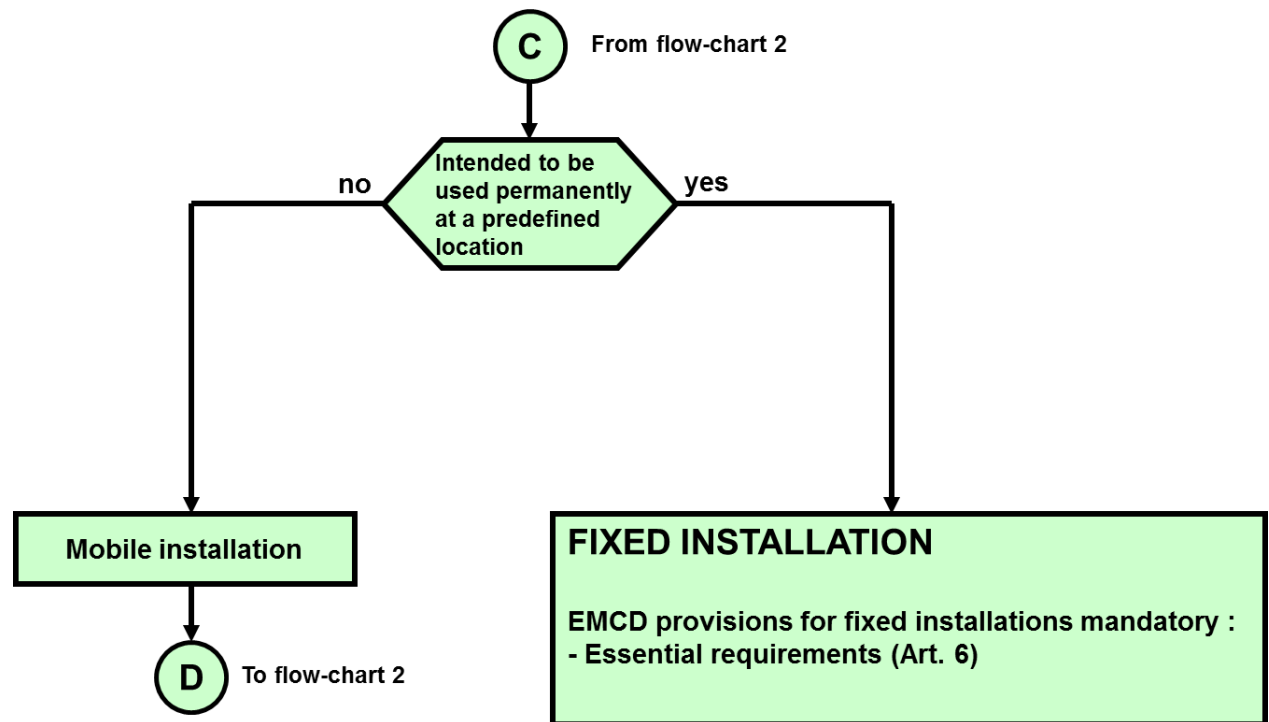 C
From flow-chart 2
Intended to be
used permanently
at a predefined
location
no
yes
Mobile installation
FIXED INSTALLATION
EMCD provisions for fixed installations mandatory :
- Essential requirements (Art. 6)
D
To flow-chart 2